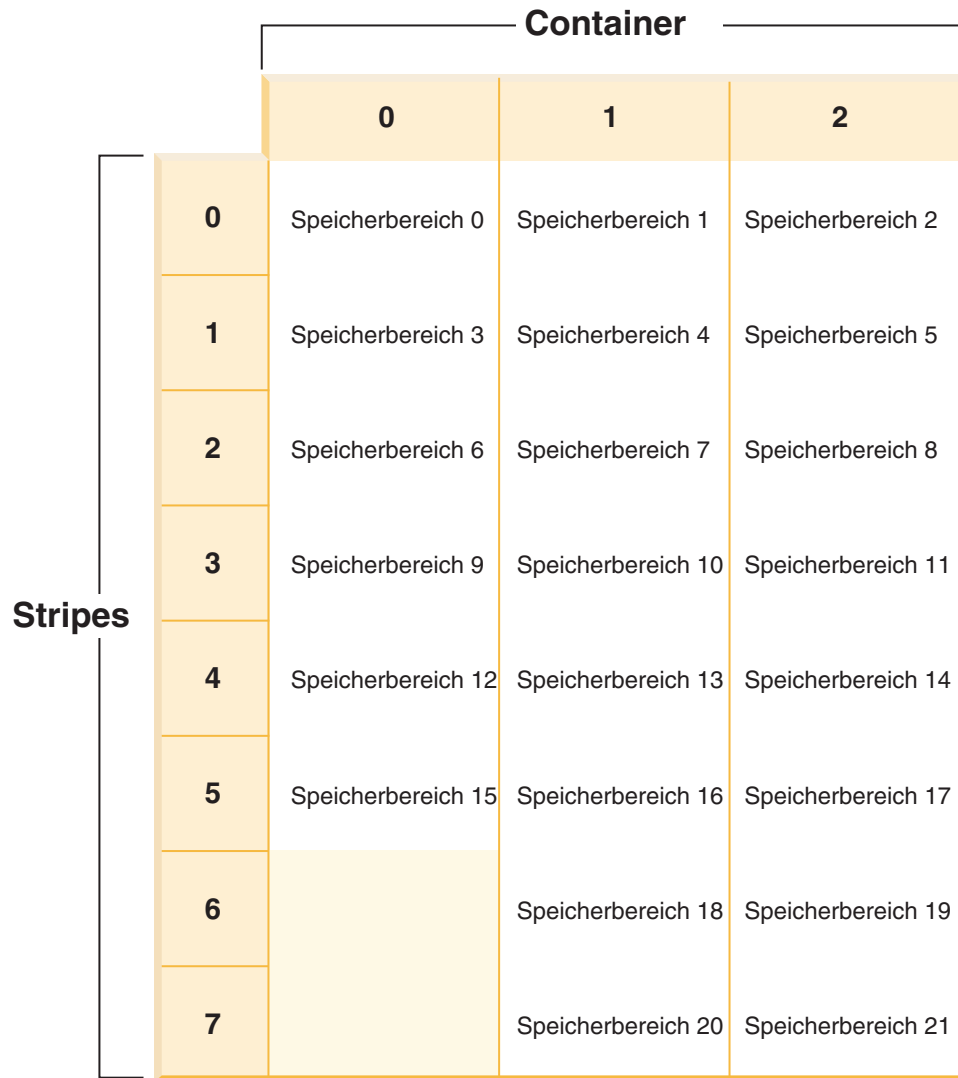 Container
0 1 2
0 Speicherbereich 0 Speicherbereich 1 Speicherbereich 2
1 Speicherbereich 3 Speicherbereich 4 Speicherbereich 5
2 Speicherbereich 6 Speicherbereich 7 Speicherbereich 8
3 Speicherbereich 9 Speicherbereich 10 Speicherbereich 11
Stripes
4 Speicherbereich 12 Speicherbereich 13 Speicherbereich 14
5 Speicherbereich 15 Speicherbereich 16 Speicherbereich 17
6 Speicherbereich 18 Speicherbereich 19
7 Speicherbereich 20 Speicherbereich 21